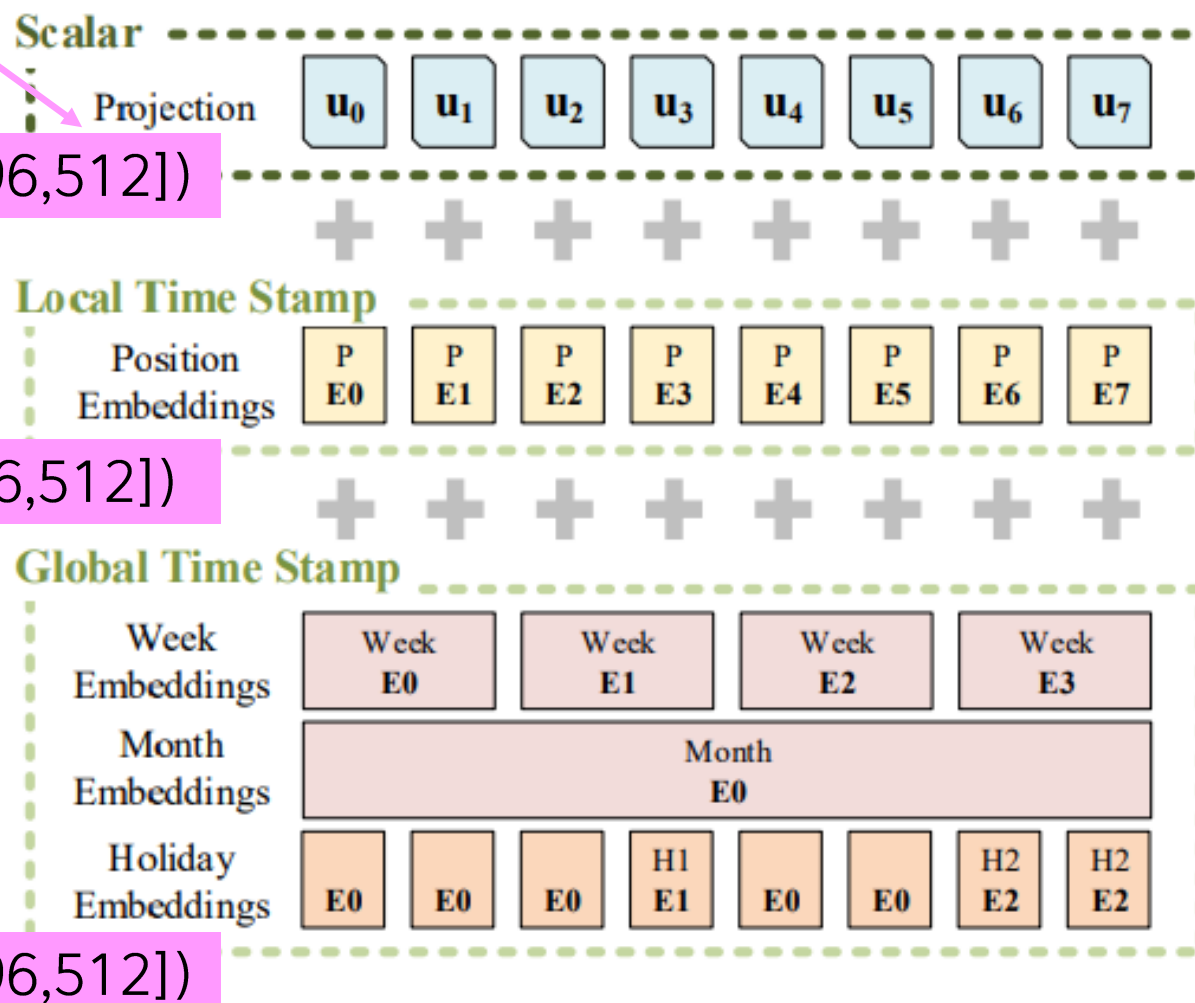 Scalar
Projection
u0 u1 u2 u3 u4 u5 u6 u7
6,512])
Local Time Stamp
Position
Embeddings
P P P P P P P P
E0 E1 E2 E3 E4 E5 E6 E7
6,512])
Global Time Stamp
Week
Embeddings
Week Week Week Week
E0 E1 E2 E3
Month
Embeddings
Month
E0
Holiday
Embeddings
H1 H2 H2
E0 E0 E0 E1 E0 E0 E2 E2
6,512])